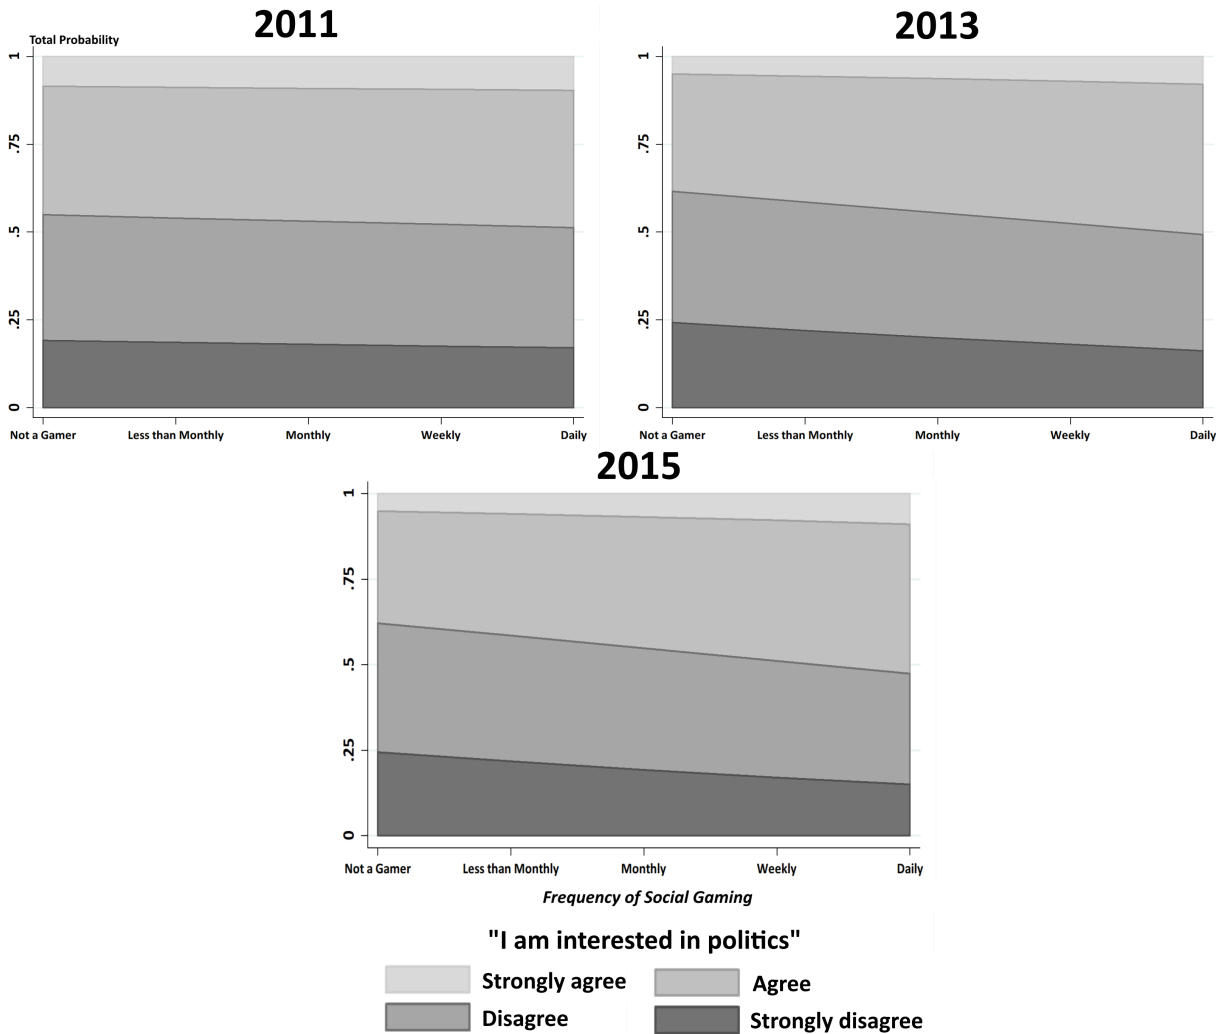 2011
Total Probability
1
.75
.5
.25
0
Not a Gamer Less than Monthly Monthly Weekly Daily
2013
1
.75
.5
.25
0
Not a Gamer Less than Monthly Monthly Weekly Daily
2015
1
.75
.5
.25
0
Not a Gamer Less than Monthly Monthly Weekly Daily
Frequency of Social Gaming
"I am interested in politics"
Strongly agree Agree
Disagree Strongly disagree